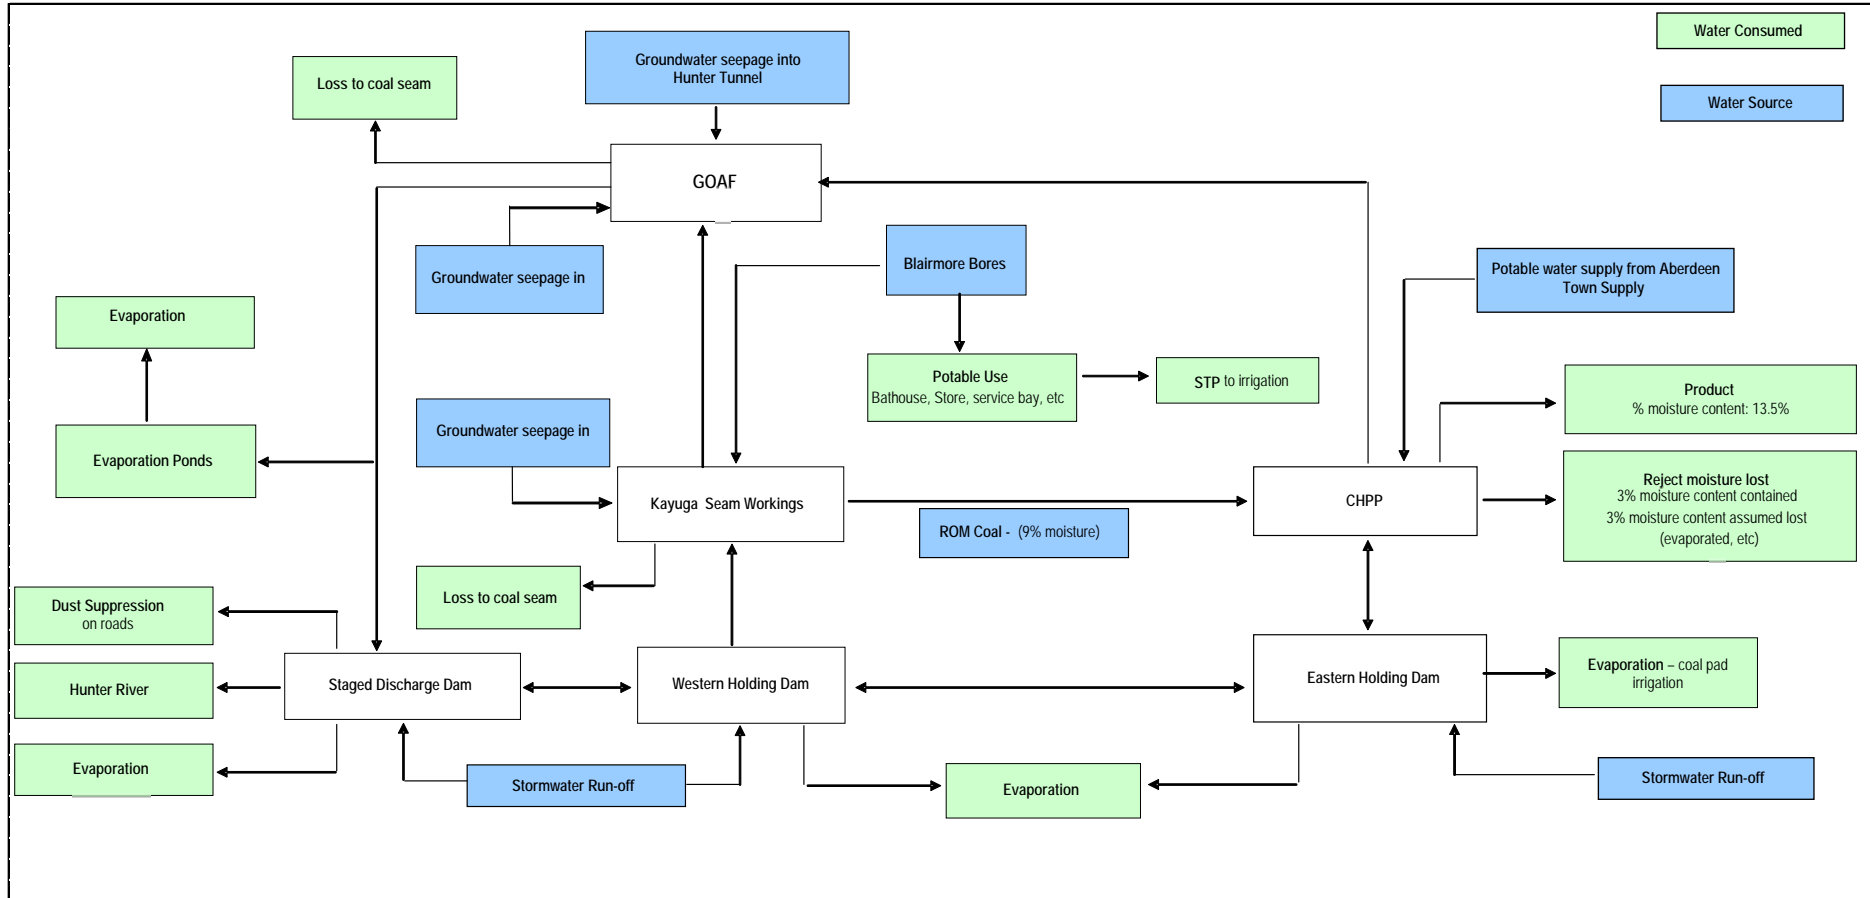 Water Consumed
Water Source
Groundwater seepage into
Hunter Tunnel
Loss to coal seam
GOAF
Groundwater seepage in
Blairmore Bores
Potable water supply from Aberdeen
Town Supply
Evaporation
Potable Use
Bathouse, Store, service bay, etc
STP to irrigation
Product
% moisture content: 13.5%
Groundwater seepage in
Evaporation Ponds
Kayuga Seam Workings
CHPP
Reject moisture lost
3% moisture content contained
3% moisture content assumed lost
(evaporated, etc)
ROM Coal - (9% moisture)
Loss to coal seam
Dust Suppression
on roads
Hunter River
Staged Discharge Dam
Western Holding Dam
Eastern Holding Dam
Evaporation – coal pad
irrigation
Evaporation
Stormwater Run-off
Evaporation
Stormwater Run-off